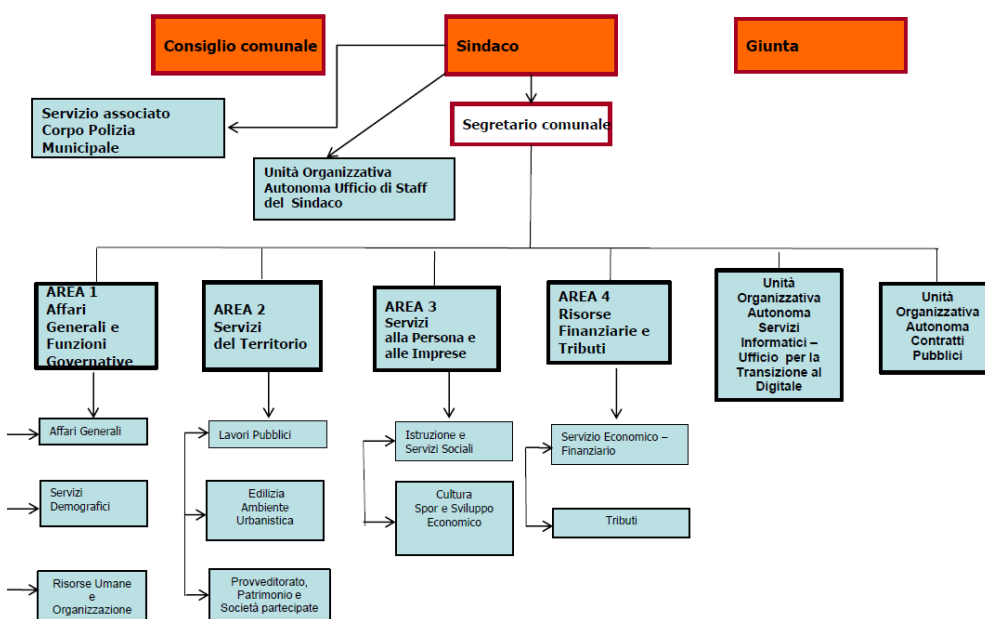 Consiglio comunale
Sindaco
Giunta
Servizio associato
Corpo Polizia
Municipale
Segretario comunale
Unità Organizzativa
Autonoma Ufficio di Staff
del Sindaco
AREA 1
Affari
Generali e
Funzioni
Governative
AREA 2
Servizi
del Territorio
AREA 3
Servizi
alla Persona e
alle Imprese
AREA 4
Risorse
Finanziarie e
Tributi
Unità
Organizzativa
Autonoma
Servizi
Informatici –
Ufficio per la
Transizione al
Digitale
Unità
Organizzativa
Autonoma
Contratti
Pubblici
Affari Generali
Lavori Pubblici
Istruzione e
Servizi Sociali
Servizio Economico –
Finanziario
Servizi
Demografici
Edilizia
Ambiente
Urbanistica
Cultura
Spor e Sviluppo
Economico
Tributi
Risorse Umane
e
Organizzazione
Provveditorato,
Patrimonio e
Società partecipate